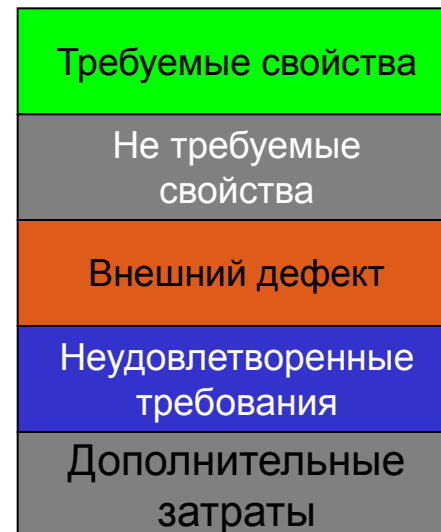 Требуемые свойства
Не требуемые
свойства
Внешний дефект
Неудовлетворенные
требования
Дополнительные
затраты